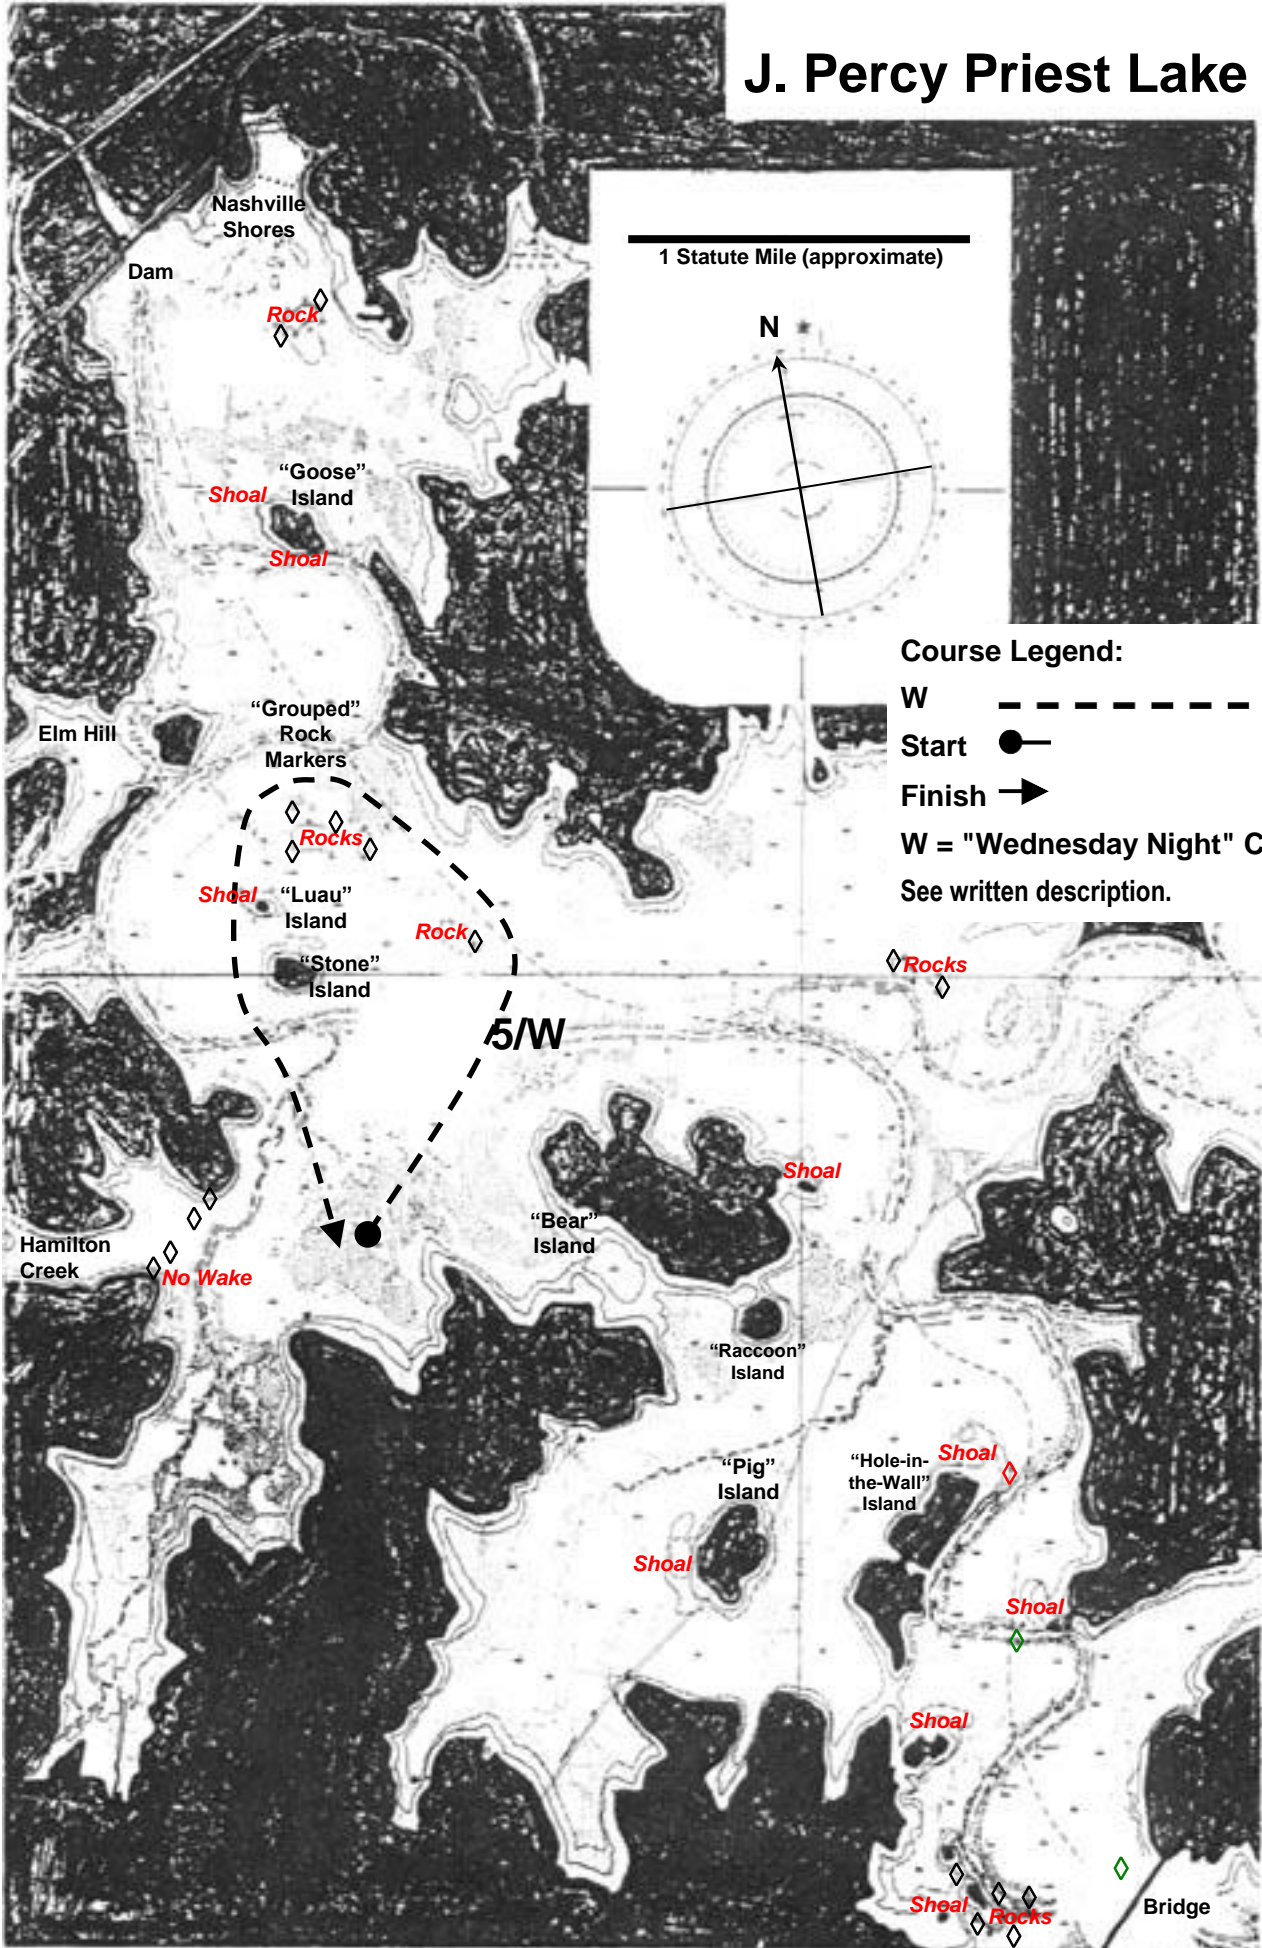 J. Percy Priest Lake
Nashville
Shores
Dam
1 Statute Mile (approximate)
Rock
N
“Goose”
Island
Shoal
Shoal
Course Legend:
W
Start
Finish
W = "Wednesday Night" C
See written description.
“Grouped”
Rock
Markers
Elm Hill
Rocks
Shoal
“Luau”
Island
Rock
“Stone”
Island
Rocks
5/W
Shoal
“Bear”
Island
Hamilton
Creek
No Wake
“Raccoon”
Island
“Pig”
Island
Shoal
“Hole-in-
the-Wall”
Island
Shoal
Shoal
Shoal
Shoal
Rocks
Bridge